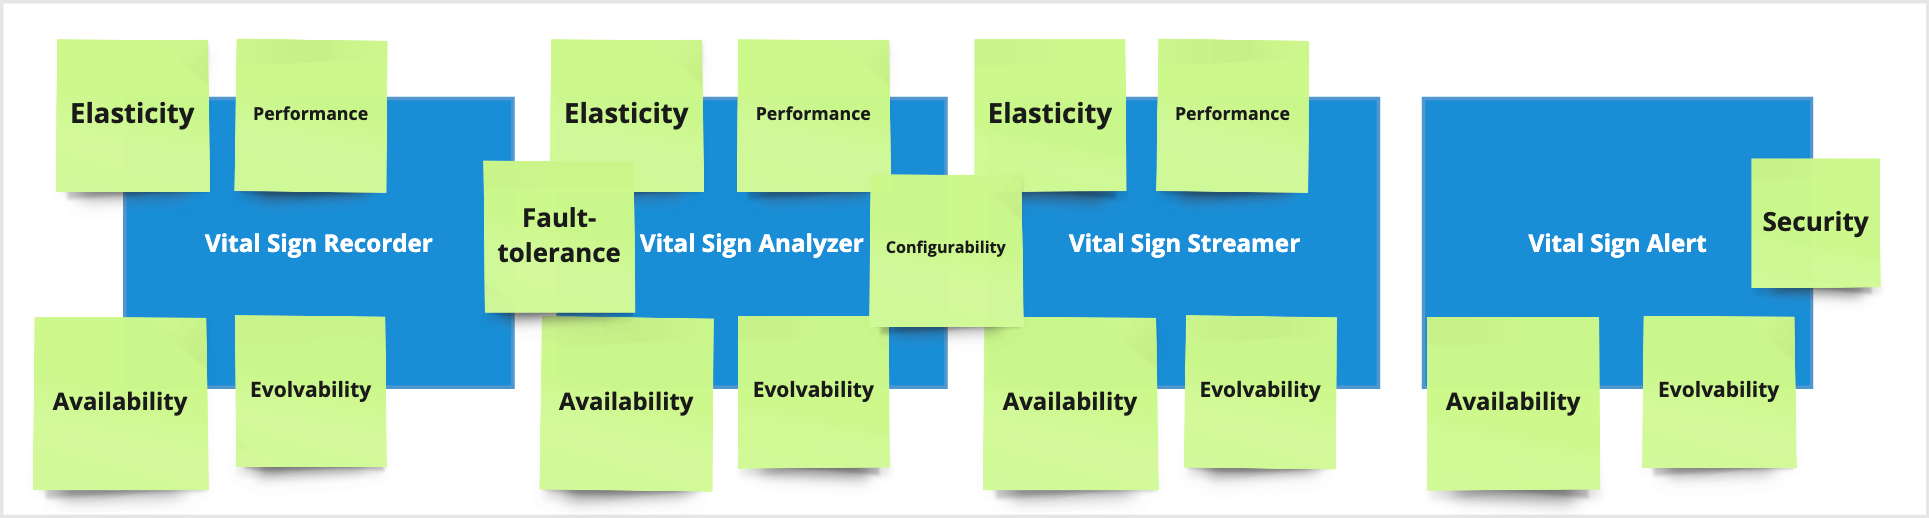 Elasticity
Performance
Elasticity
Performance
Elasticity
Performance
Vital Sign Recorder
Fault-
tolerance
Vital Sign Analyzer
Configurability
Vital Sign Streamer
Vital Sign Alert
Security
Availability
Evolvability
Availability
Evolvability
Availability
Evolvability
Availability
Evolvability